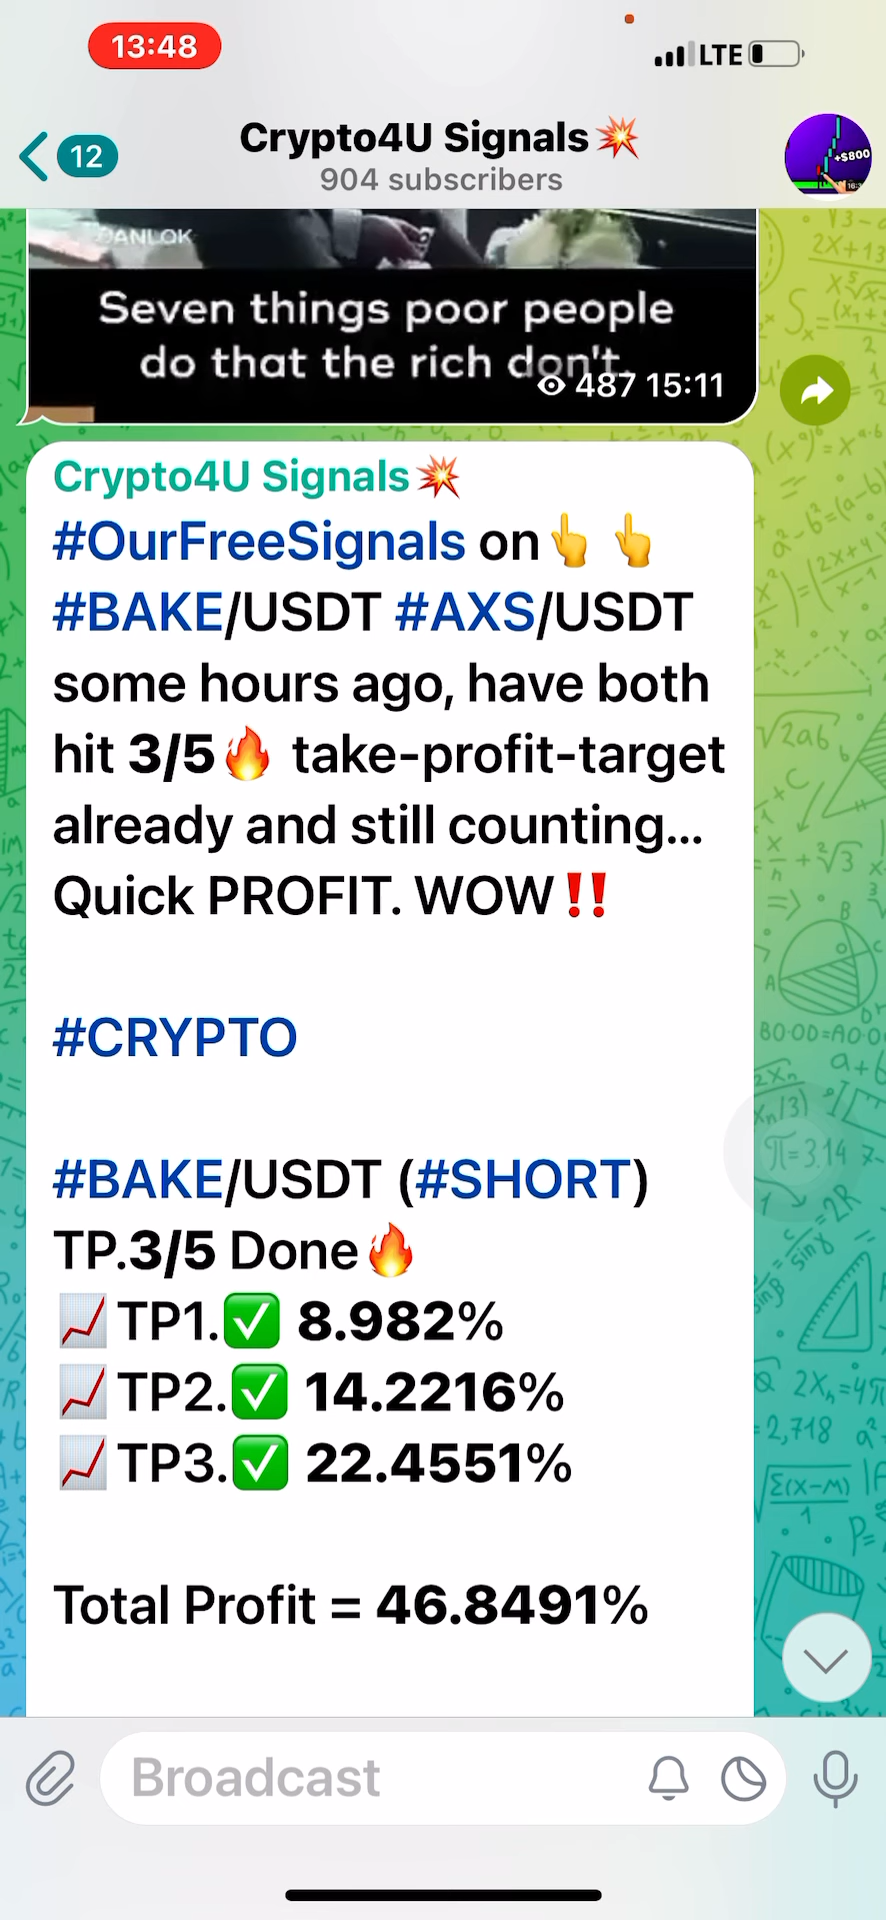 13:48
LTE
12
Crypto4U Signals💥
904 subscribers
+$800
DANLOK
Seven things poor people
do that the rich don't.
487 15:11
Crypto4U Signals💥
#OurFreeSignals on👆 👆
#BAKE/USDT #AXS/USDT
some hours ago, have both
hit 3/5🔥 take-profit-target
already and still counting...
Quick PROFIT. WOW‼️
#CRYPTO
#BAKE/USDT (#SHORT)
TP.3/5 Done🔥
📈TP1.✅ 8.982%
📈TP2.✅ 14.2216%
📈TP3.✅ 22.4551%
Total Profit = 46.8491%
Broadcast